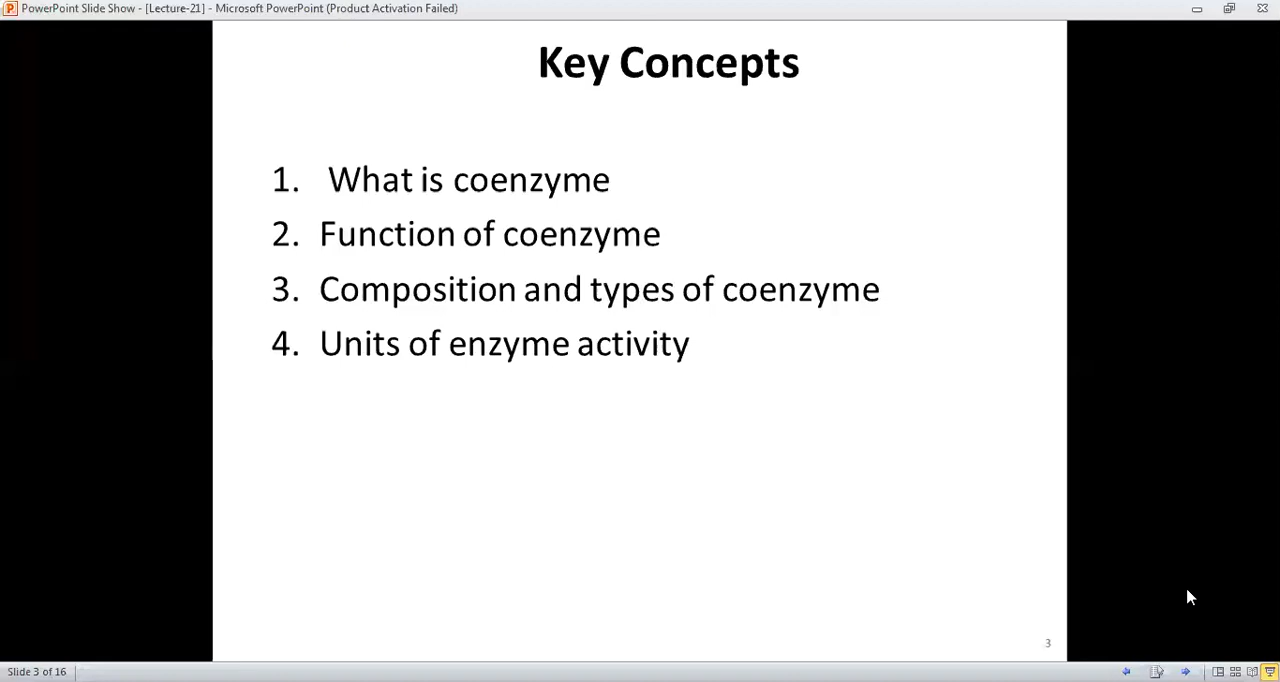 PowerPoint Slide Show - [Lecture-21] - Microsoft PowerPoint (Product Activation Failed)
Key Concepts
1. What is coenzyme
2. Function of coenzyme
3. Composition and types of coenzyme
4. Units of enzyme activity
3
Slide 3 of 16